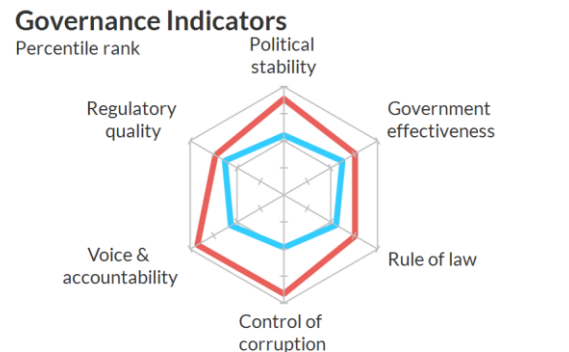 Governance Indicators
Percentile rank
Political
stability
Regulatory
quality
Government
effectiveness
Voice &
accountability
Rule of law
Control of
corruption